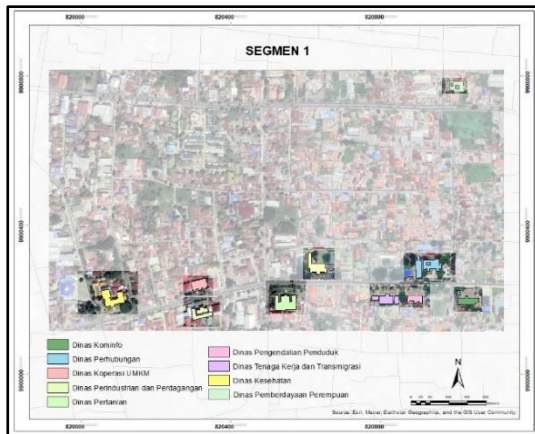 820000 820400 820800
SEGMEN 1
9900800 9900800
9900400 9900400
9900000 9900000
Dinas Kominfo
Dinas Perhubungan
Dinas Koperasi UMKM
Dinas Perindustrian dan Perdagangan
Dinas Pertanian
Dinas Pengendalian Penduduk
Dinas Tenaga Kerja dan Transmigrasi
Dinas Kesehatan
Dinas Pemberdayaan Perempuan
N
Source: Esri, Maxar, Earthstar Geographics, and the GIS User Community
820000 820400 820800